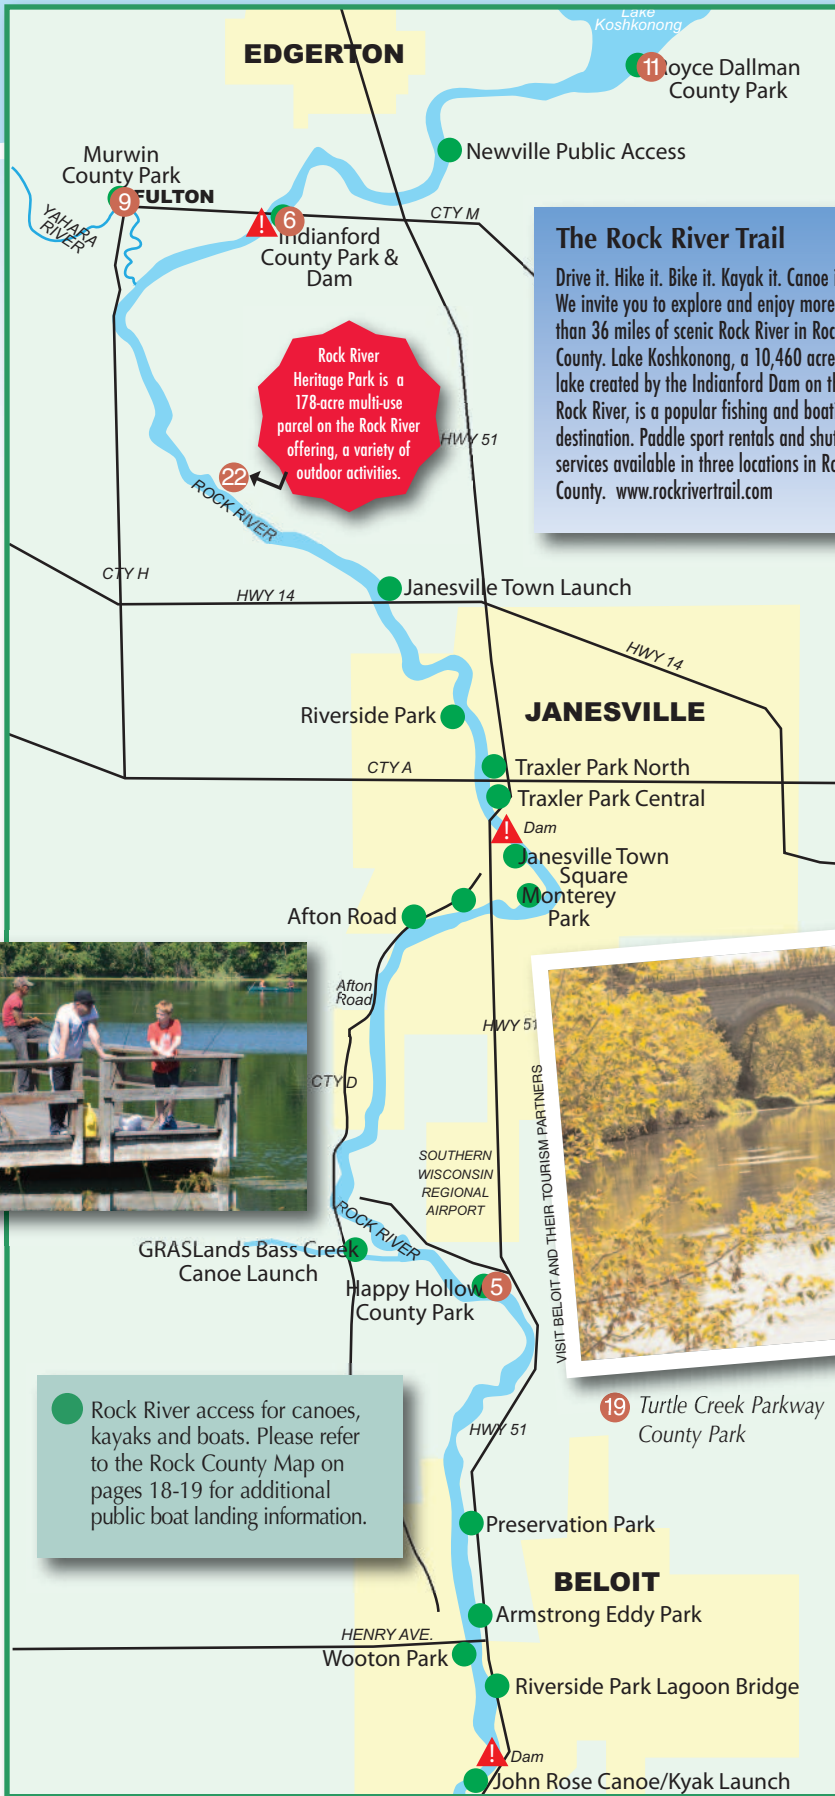 Lake
Koshkonong
EDGERTON
11
oyce Dallman
County Park
Newville Public Access
Murwin
County Park
9
FULTON
YAHARA
RIVER
!
6
CTY M
Indianford
County Park &
Dam
The Rock River Trail
Drive it. Hike it. Bike it. Kayak it. Canoe i
We invite you to explore and enjoy more
than 36 miles of scenic Rock River in Roc
County. Lake Koshkonong, a 10,460 acre
lake created by the Indianford Dam on th
Rock River, is a popular fishing and boati
destination. Paddle sport rentals and shut
services available in three locations in Ro
County. www.rockrivertrail.com
Rock River
Heritage Park is a
178-acre multi-use
parcel on the Rock River
offering, a variety of
outdoor activities.
HWY 51
22
ROCK RIVER
CTY H
HWY 14
Janesville Town Launch
HWY 14
Riverside Park
JANESVILLE
CTY A
Traxler Park North
Traxler Park Central
!
Dam
Janesville Town
Square
Monterey
Park
Afton Road
Afton
Road
HWY 51
CTY D
SOUTHERN
WISCONSIN
REGIONAL
AIRPORT
VISIT BELOIT AND THEIR TOURISM PARTNERS
ROCK RIVER
GRASLands Bass Creek
Canoe Launch
Happy Hollow
County Park
5
Rock River access for canoes,
kayaks and boats. Please refer
to the Rock County Map on
pages 18-19 for additional
public boat landing information.
19
Turtle Creek Parkway
County Park
HWY 51
Preservation Park
BELOIT
Armstrong Eddy Park
HENRY AVE.
Wooton Park
Riverside Park Lagoon Bridge
!
Dam
John Rose Canoe/Kyak Launch